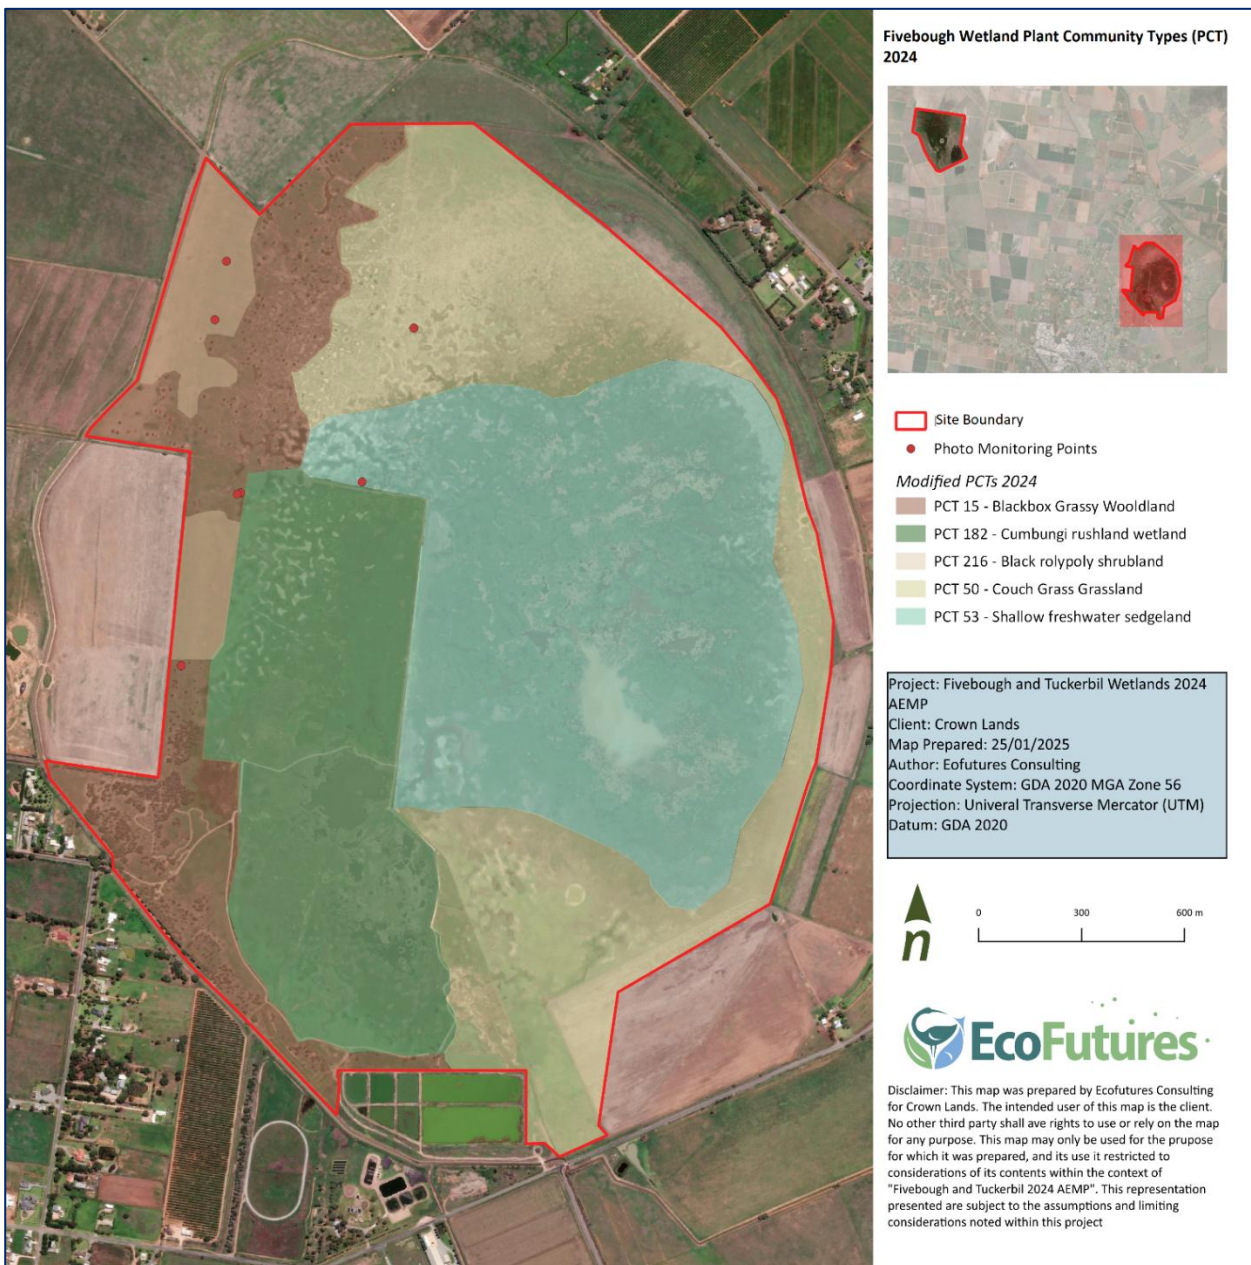 Fivebough Wetland Plant Community Types (PCT)
2024
Site Boundary
Photo Monitoring Points
Modified PCTs 2024
PCT 15 - Blackbox Grassy Wooldland
PCT 182 - Cumbungi rushland wetland
PCT 216 - Black rolypoly shrubland
PCT 50 - Couch Grass Grassland
PCT 53 - Shallow freshwater sedgeland
Project: Fivebough and Tuckerbil Wetlands 2024
AEMP
Client: Crown Lands
Map Prepared: 25/01/2025
Author: Eofutures Consulting
Coordinate System: GDA 2020 MGA Zone 56
Projection: Univeral Transverse Mercator (UTM)
Datum: GDA 2020
n
0 300 600 m
EcoFutures
Disclaimer: This map was prepared by Ecofutures Consulting
for Crown Lands. The intended user of this map is the client.
No other third party shall ave rights to use or rely on the map
for any purpose. This map may only be used for the prupose
for which it was prepared, and its use it restricted to
considerations of its contents within the context of
"Fivebough and Tuckerbil 2024 AEMP". This representation
presented are subject to the assumptions and limiting
considerations noted within this project